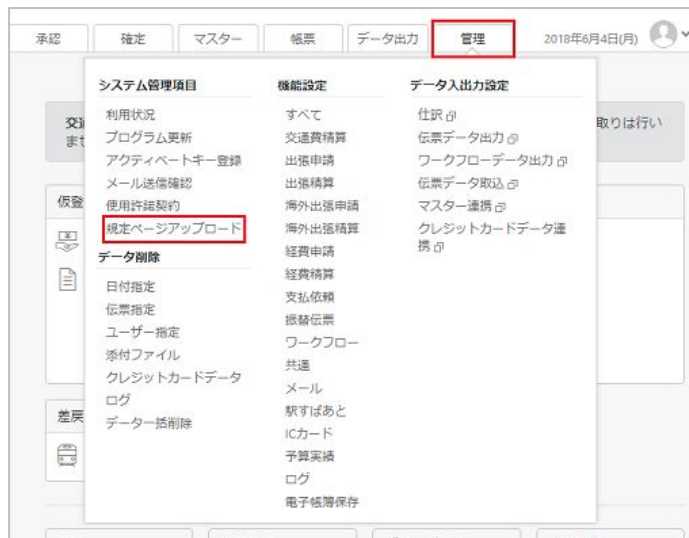 承認 確定 マスター 帳票 データ出力 管理 2018年6月4日(月)
システム管理項目
利用状況
プログラム更新
アクティベートキー登録
メール送信確認
使用許諾契約
規定ページアップロード
データ削除
日付指定
伝票指定
ユーザー指定
添付ファイル
クレジットカードデータ
ログ
データ一括削除
機能設定
すべて
交通費精算
出張申請
出張精算
海外出張申請
海外出張精算
経費申請
経費精算
支払依頼
振替伝票
ワークフロー
共通
メール
駅すぱあと
ICカード
予算実績
ログ
電子帳簿保存
データ入出力設定
仕訳
伝票データ出力
ワークフローデータ出力
伝票データ取込
マスター連携
クレジットカードデータ連
携
交通
取りは行い
ませ
仮登
差戻